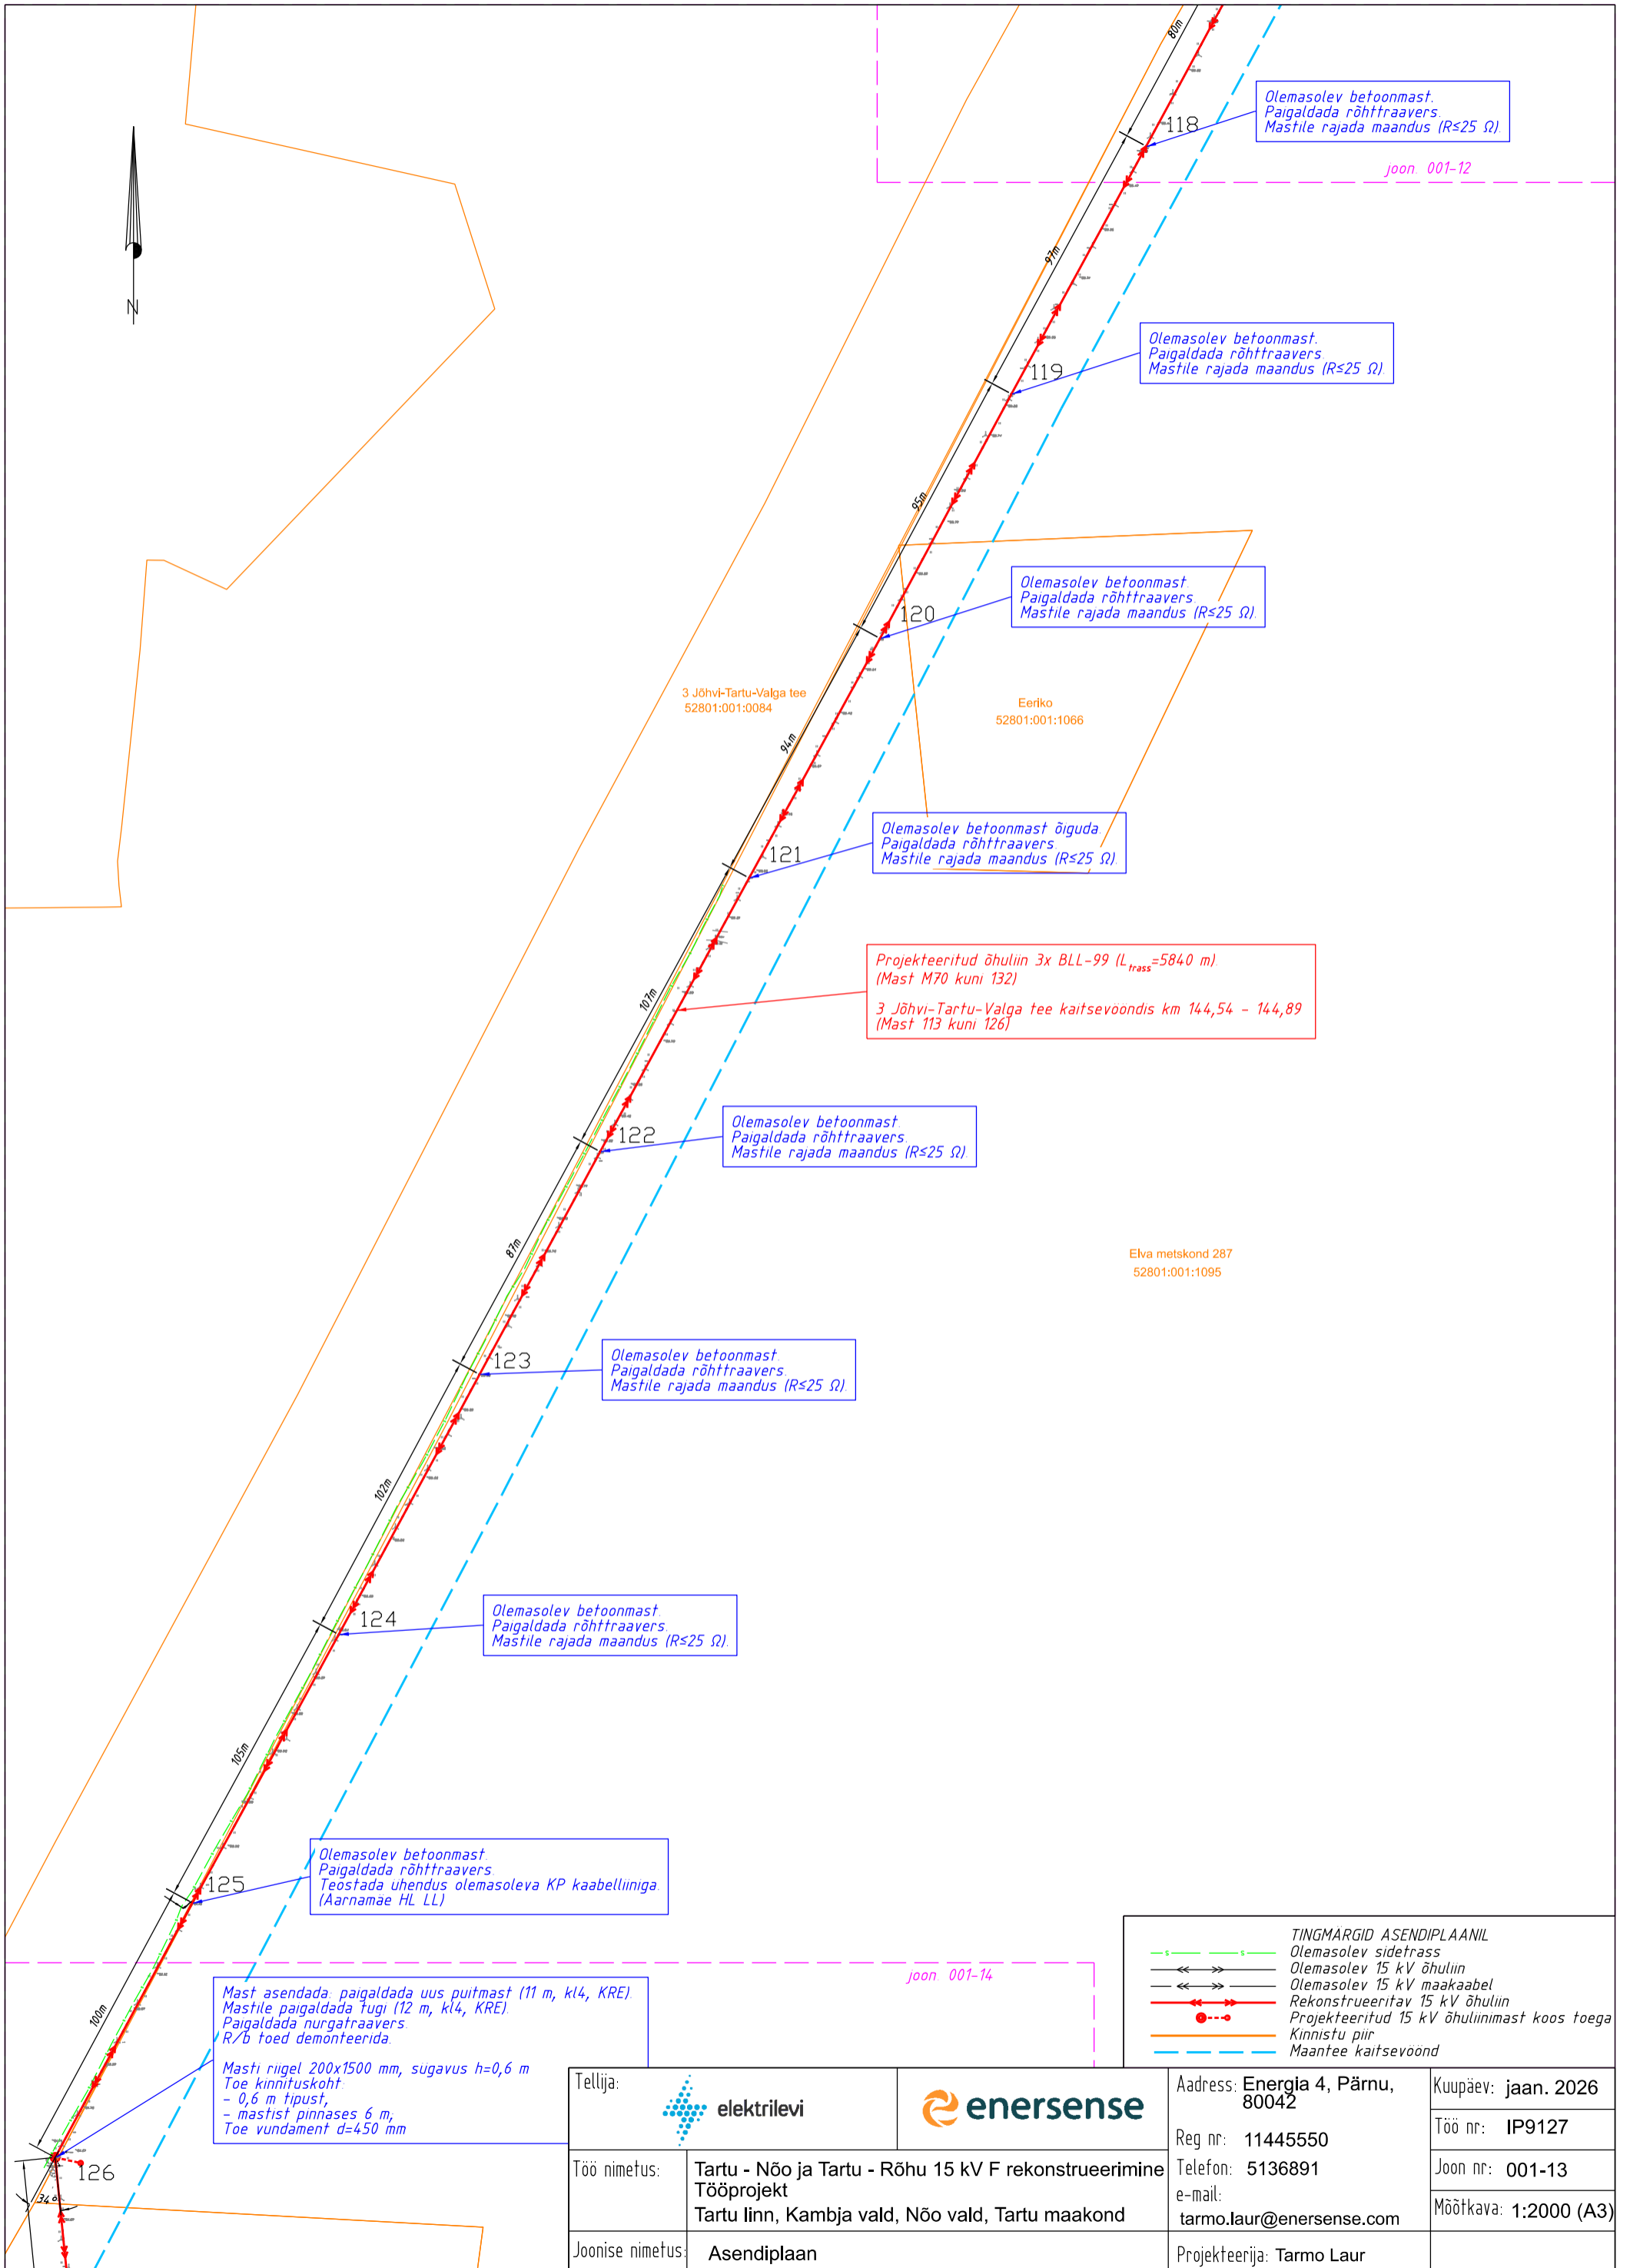 80m
Olemasolev betoonmast.
Paigaldada rõhttraavers.
Mastile rajada maandus (R≤25 Ω).
118
joon. 001-12
N
97m
Olemasolev betoonmast.
Paigaldada rõhttraavers.
Mastile rajada maandus (R≤25 Ω).
119
95m
Olemasolev betoonmast.
Paigaldada rõhttraavers.
Mastile rajada maandus (R≤25 Ω).
120
3 Jõhvi-Tartu-Valga tee
52801:001:0084
Eeriko
52801:001:1066
94m
Olemasolev betoonmast õiguda.
Paigaldada rõhttraavers.
Mastile rajada maandus (R≤25 Ω).
121
Projekteeritud õhuliin 3x BLL-99 (Ltrass=5840 m)
(Mast M70 kuni 132)
3 Jõhvi-Tartu-Valga tee kaitsevööndis km 144,54 - 144,89
(Mast 113 kuni 126)
107m
Olemasolev betoonmast.
Paigaldada rõhttraavers.
Mastile rajada maandus (R≤25 Ω).
122
87m
Elva metskond 287
52801:001:1095
Olemasolev betoonmast.
Paigaldada rõhttraavers.
Mastile rajada maandus (R≤25 Ω).
123
102m
Olemasolev betoonmast.
Paigaldada rõhttraavers.
Mastile rajada maandus (R≤25 Ω).
124
105m
Olemasolev betoonmast.
Paigaldada rõhttraavers.
Teostada ühendus olemasoleva KP kaabelliiniga.
(Aarnamäe HL LL)
125
joon. 001-14
100m
Mast asendada: paigaldada uus puitmast (11 m, kl4, KRE).
Mastile paigaldada tugi (12 m, kl4, KRE).
Paigaldada nurgatraavers.
R/b toed demonteerida.
Masti riigel 200x1500 mm, sügavus h=0,6 m
Toe kinnituskoht:
- 0,6 m tipust,
- mastist pinnases 6 m;
Toe vundament d=450 mm
126
34°
TINGMÄRGID ASENDIPLAANIL
Olemasolev sidetrass
Olemasolev 15 kV õhuliin
Olemasolev 15 kV maakaabel
Rekonstrueeritav 15 kV õhuliin
Projekteeritud 15 kV õhuliinimast koos toega
Kinnistu piir
Maantee kaitsevöönd
Tellija:
elektrilevi
enersense
Aadress: Energia 4, Pärnu,
80042
Reg nr: 11445550
Telefon: 5136891
e-mail:
tarmo.laur@enersense.com
Kuupäev: jaan. 2026
Töö nr: IP9127
Joon nr: 001-13
Mõõtkava: 1:2000 (A3)
Töö nimetus: Tartu - Nõo ja Tartu - Rõhu 15 kV F rekonstrueerimine
Tööprojekt
Tartu linn, Kambja vald, Nõo vald, Tartu maakond
Joonise nimetus: Asendiplaan
Projekteerija: Tarmo Laur